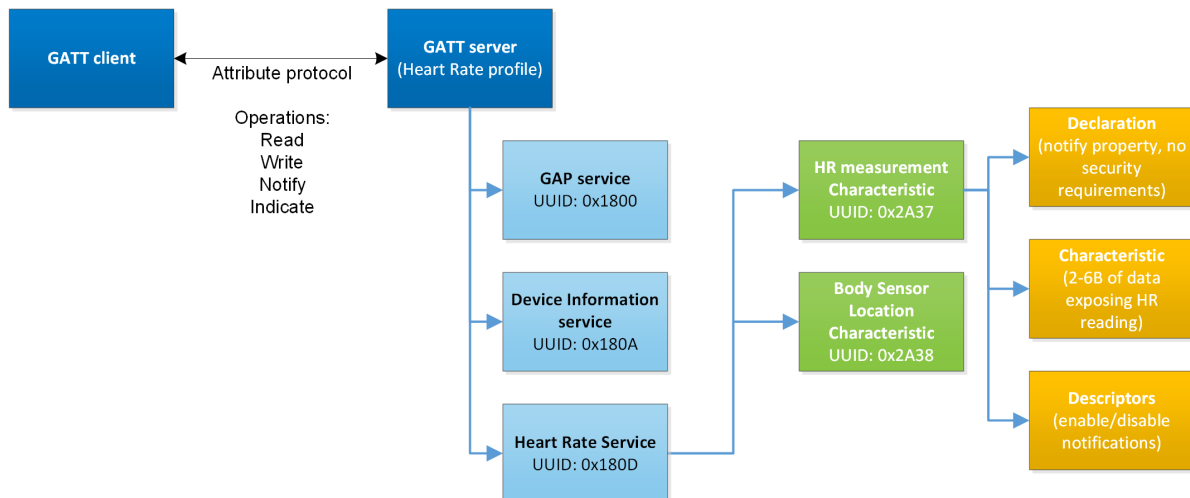 GATT client
Attribute protocol
Operations:
Read
Write
Notify
Indicate
GATT server
(Heart Rate profile)
GAP service
UUID: 0x1800
Device Information
service
UUID: 0x180A
Heart Rate Service
UUID: 0x180D
HR measurement
Characteristic
UUID: 0x2A37
Body Sensor
Location
Characteristic
UUID: 0x2A38
Declaration
(notify property, no
security
requirements)
Characteristic
(2-6B of data
exposing HR
reading)
Descriptors
(enable/disable
notifications)